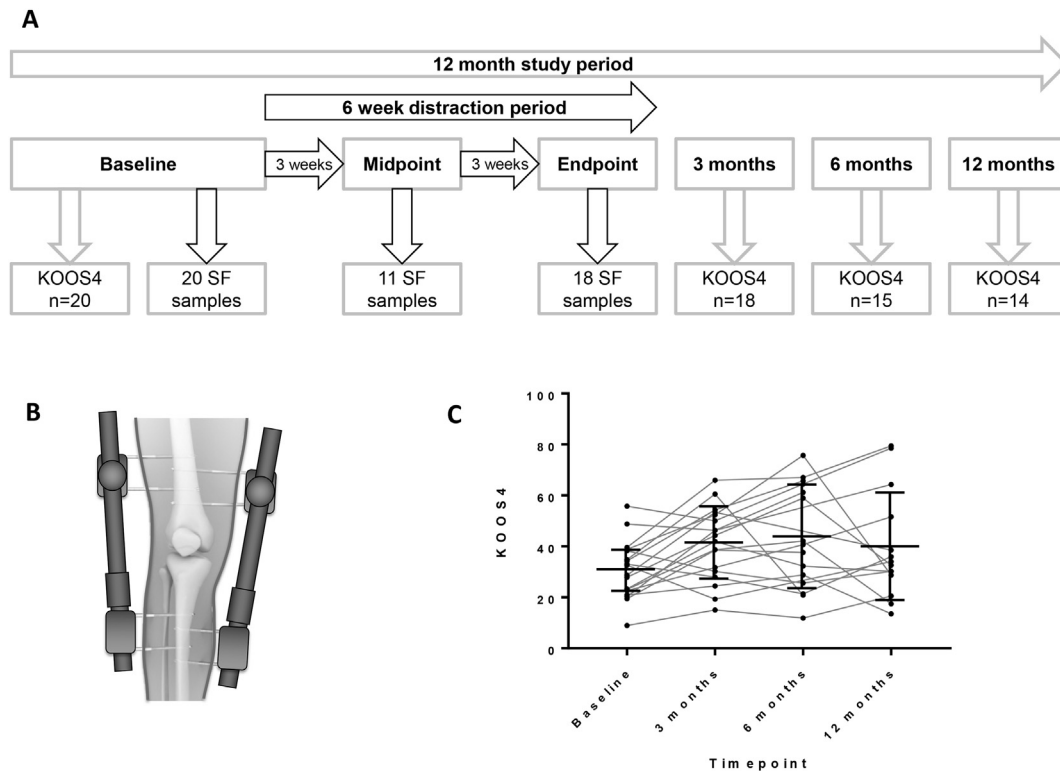 A
12 month study period
6 week distraction period
Baseline
3 weeks
Midpoint
3 weeks
Endpoint
3 months
6 months
12 months
KOOS4
n=20
20 SF
samples
11 SF
samples
18 SF
samples
KOOS4
n=18
KOOS4
n=15
KOOS4
n=14
B
C
100
80
60
40
20
0
KOOS4
Baseline
3 months
6 months
12 months
Timepoint